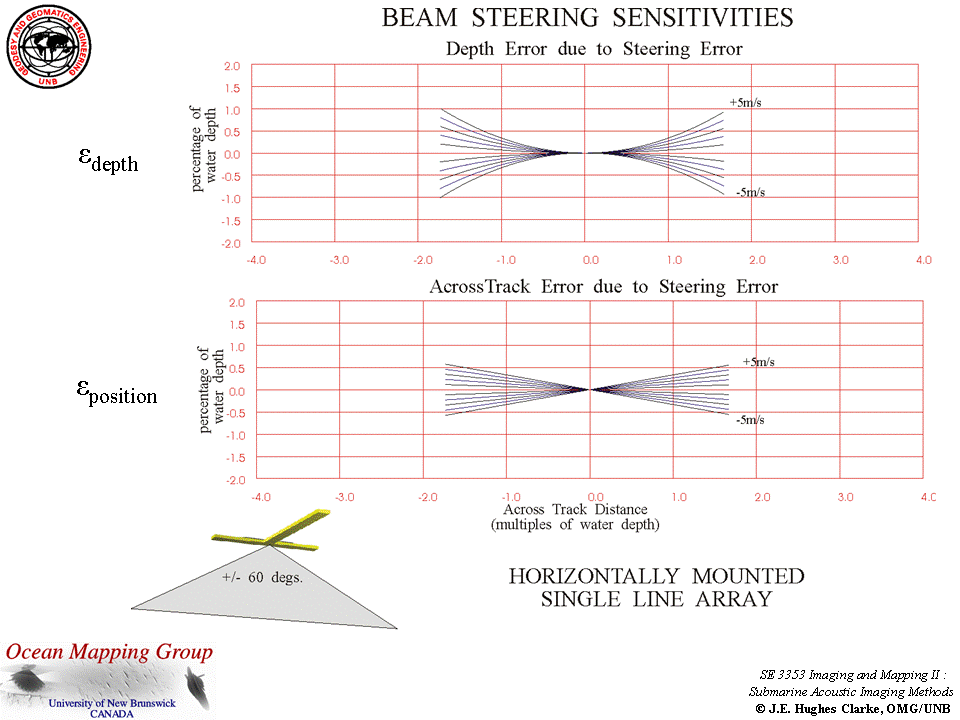 GEODESY AND GEOMATICS ENGINEERING
UNB
BEAM STEERING SENSITIVITIES
Depth Error due to Steering Error
εdepth
percentage of
water depth
2.0
1.5
1.0
0.5
0.0
-0.5
-1.0
-1.5
-2.0
+5m/s
-5m/s
-4.0 -3.0 -2.0 -1.0 0.0 1.0 2.0 3.0 4.0
AcrossTrack Error due to Steering Error
εposition
percentage of
water depth
2.0
1.5
1.0
0.5
0.0
-0.5
-1.0
-1.5
-2.0
+5m/s
-5m/s
-4.0 -3.0 -2.0 -1.0 0.0 1.0 2.0 3.0 4.0
Across Track Distance
(multiples of water depth)
+/- 60 degs.
HORIZONTALLY MOUNTED
SINGLE LINE ARRAY
Ocean Mapping Group
University of New Brunswick
CANADA
SE 3353 Imaging and Mapping II :
Submarine Acoustic Imaging Methods
© J.E. Hughes Clarke, OMG/UNB